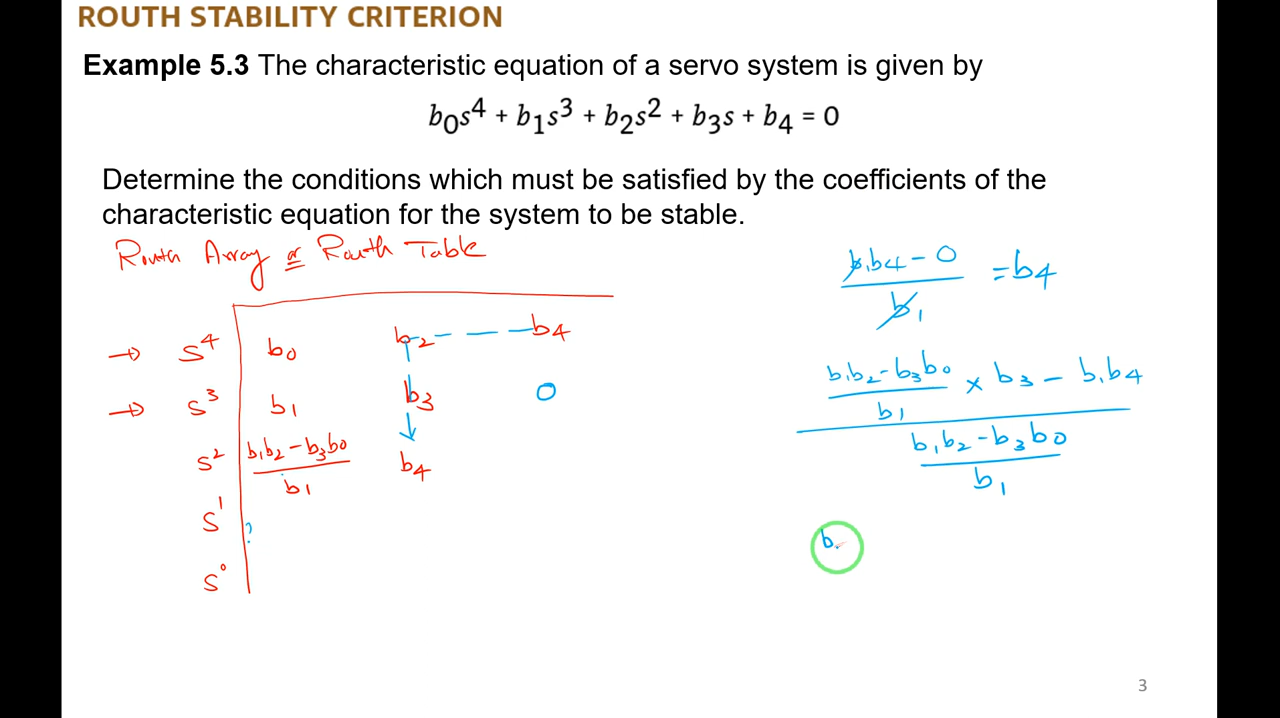 ROUTH STABILITY CRITERION
Example 5.3 The characteristic equation of a servo system is given by
b₀s⁴ + b₁s³ + b₂s² + b₃s + b₄ = 0
Determine the conditions which must be satisfied by the coefficients of the
characteristic equation for the system to be stable.
Routh Array or Routh Table
→ s⁴ b₀ b₂ – – – b₄
→ s³ b₁ b₃ 0
s² (b₁b₂ – b₃b₀)/b₁ b₄
s¹ ?
s⁰
b₁b₄ – 0
b₁
= b₄
b₁b₂ – b₃b₀
b₁
× b₃ – b₁b₄
b₁b₂ – b₃b₀
b₁
b.
3